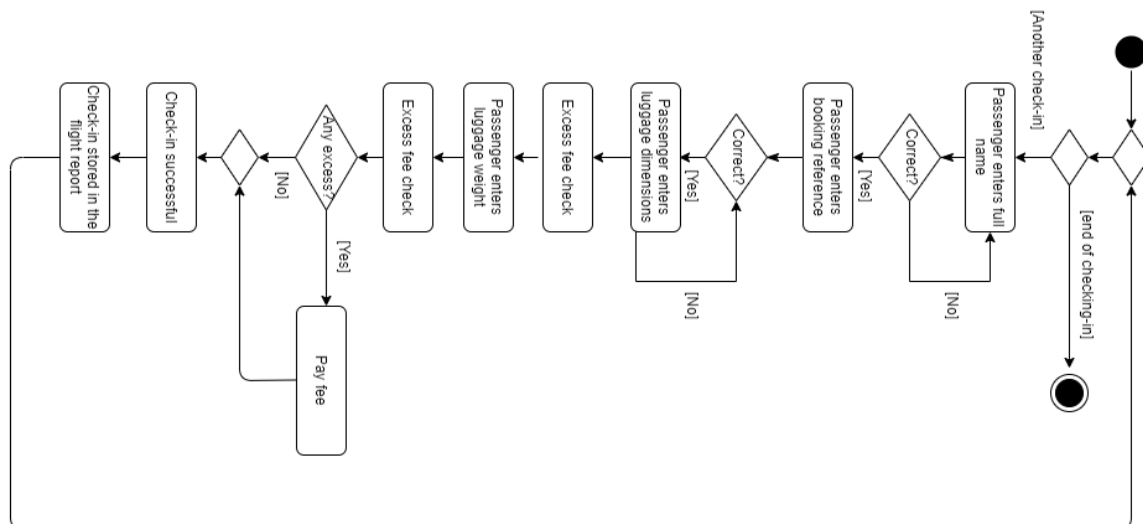 [Another check-in]
[end of checking-in]
Passenger enters full
name
Correct?
[No]
[Yes]
Passenger enters
booking reference
Correct?
[No]
[Yes]
Passenger enters
luggage dimensions
Excess fee check
Passenger enters
luggage weight
Excess fee check
Any excess?
[Yes]
[No]
Pay fee
Check-in successful
Check-in stored in the
flight report